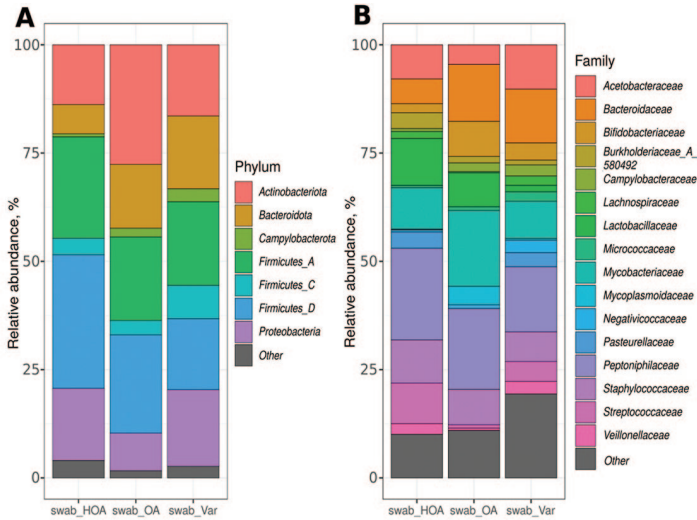 A
Relative abundance, %
100
75
50
25
0
swab_HOA swab_OA swab_Var
Phylum
Actinobacteriota
Bacteroidota
Campylobacterota
Firmicutes_A
Firmicutes_C
Firmicutes_D
Proteobacteria
Other
B
Relative abundance, %
100
75
50
25
0
swab_HOA swab_OA swab_Var
Family
Acetobacteraceae
Bacteroidaceae
Bifidobacteriaceae
Burkholderiaceae_A_
580492
Campylobacteraceae
Lachnospiraceae
Lactobacillaceae
Micrococcaceae
Mycobacteriaceae
Mycoplasmoidaceae
Negativicoccaceae
Pasteurellaceae
Peptoniphilaceae
Staphylococcaceae
Streptococcaceae
Veillonellaceae
Other